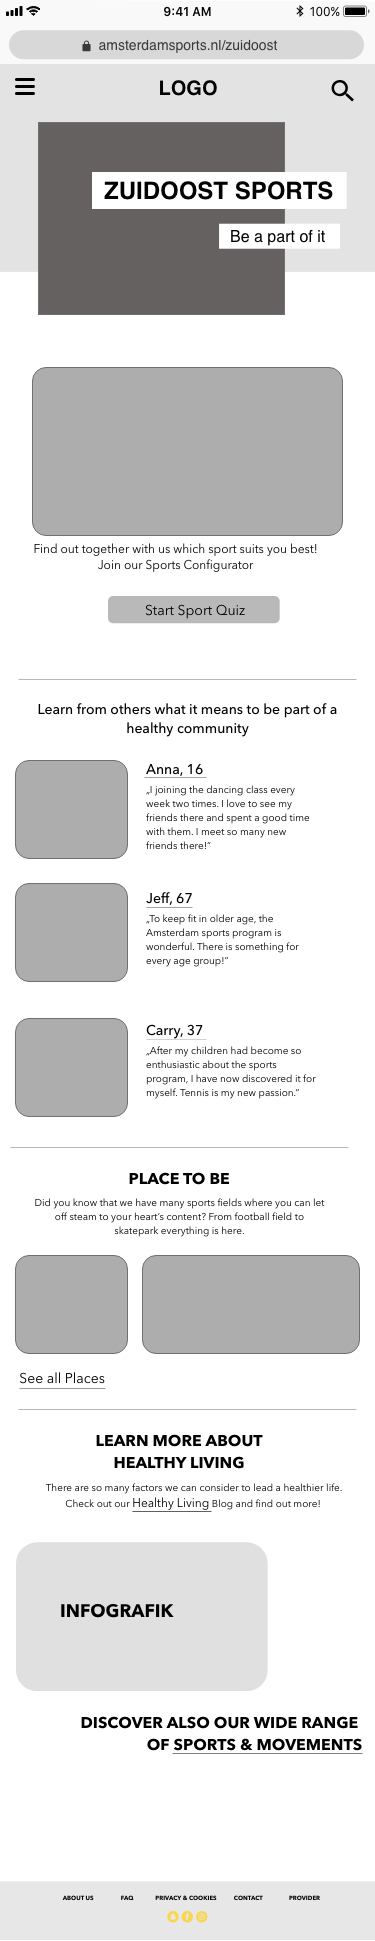 9:41 AM
100%
amsterdamsports.nl/zuidoost
LOGO
ZUIDOOST SPORTS
Be a part of it
Find out together with us which sport suits you best!
Join our Sports Configurator
Start Sport Quiz
Learn from others what it means to be part of a
healthy community
Anna, 16
„I joining the dancing class every
week two times. I love to see my
friends there and spent a good time
with them. I meet so many new
friends there!“
Jeff, 67
„To keep fit in older age, the
Amsterdam sports program is
wonderful. There is something for
every age group!“
Carry, 37
„After my children had become so
enthusiastic about the sports
program, I have now discovered it for
myself. Tennis is my new passion.“
PLACE TO BE
Did you know that we have many sports fields where you can let
off steam to your heart's content? From football field to
skatepark everything is here.
See all Places
LEARN MORE ABOUT
HEALTHY LIVING
There are so many factors we can consider to lead a healthier life.
Check out our Healthy Living Blog and find out more!
INFOGRAFIK
DISCOVER ALSO OUR WIDE RANGE
OF SPORTS & MOVEMENTS
ABOUT US FAQ PRIVACY & COOKIES CONTACT PROVIDER